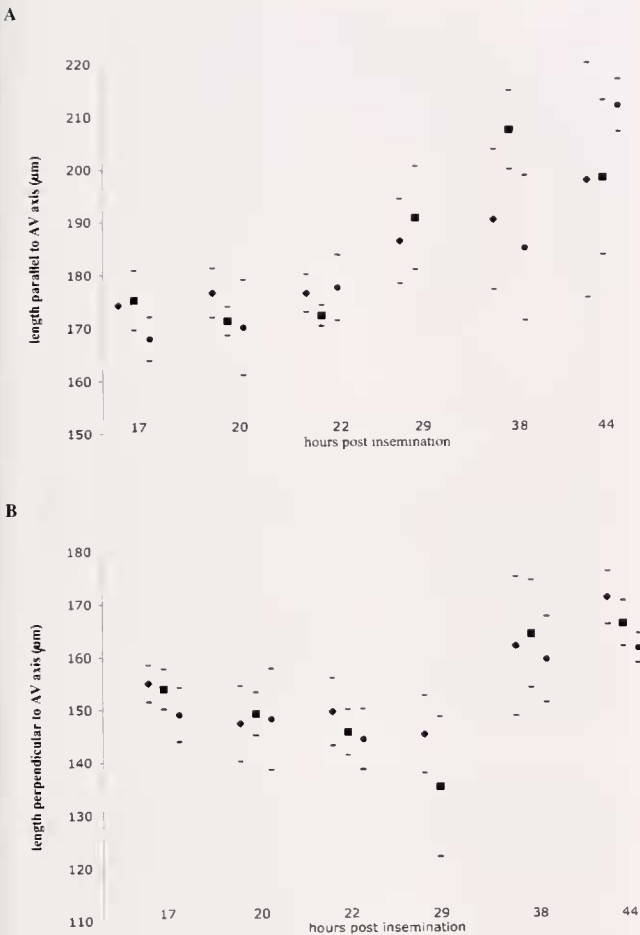 A
220
210
200
190
180
170
160
150
length parallel to AV axis (µm)
17 20 22 29 38 44
hours post insemination
B
180
170
160
150
140
130
120
110
length perpendicular to AV axis (µm)
17 20 22 29 38 44
hours post insemination